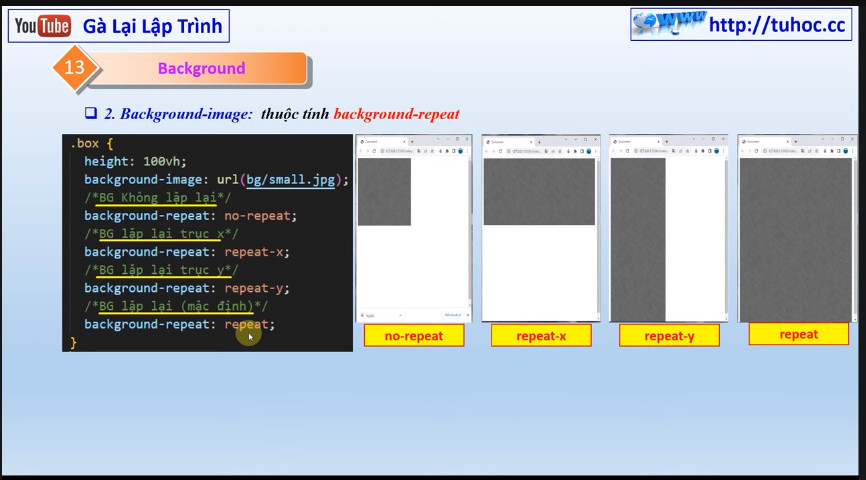 YouTube Gà Lại Lập Trình
http://tuhoc.cc
13 Background
2. Background-image: thuộc tính background-repeat
.box {
height: 100vh;
background-image: url(bg/small.jpg);
/*BG Không lặp lại*/
background-repeat: no-repeat;
/*BG lặp lại trục x*/
background-repeat: repeat-x;
/*BG lặp lại trục y*/
background-repeat: repeat-y;
/*BG lặp lại (mặc định)*/
background-repeat: repeat;
}
no-repeat
repeat-x
repeat-y
repeat